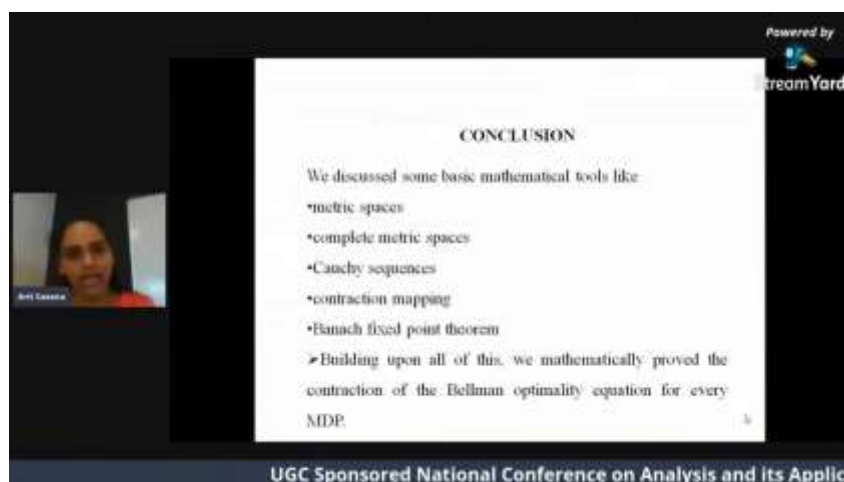 Powered by
StreamYard
CONCLUSION
We discussed some basic mathematical tools like
•metric spaces
•complete metric spaces
•Cauchy sequences
•contraction mapping
•Banach fixed point theorem
➤Building upon all of this, we mathematically proved the
contraction of the Bellman optimality equation for every
MDP.
UGC Sponsored National Conference on Analysis and its Applic